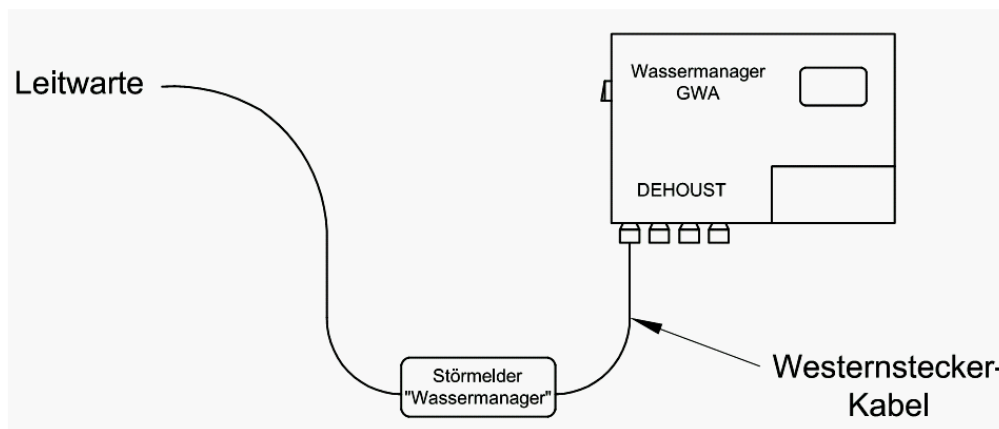 Leitwarte
Wassermanager
GWA
DEHOUST
Störmelder
"Wassermanager"
Westernstecker-
Kabel